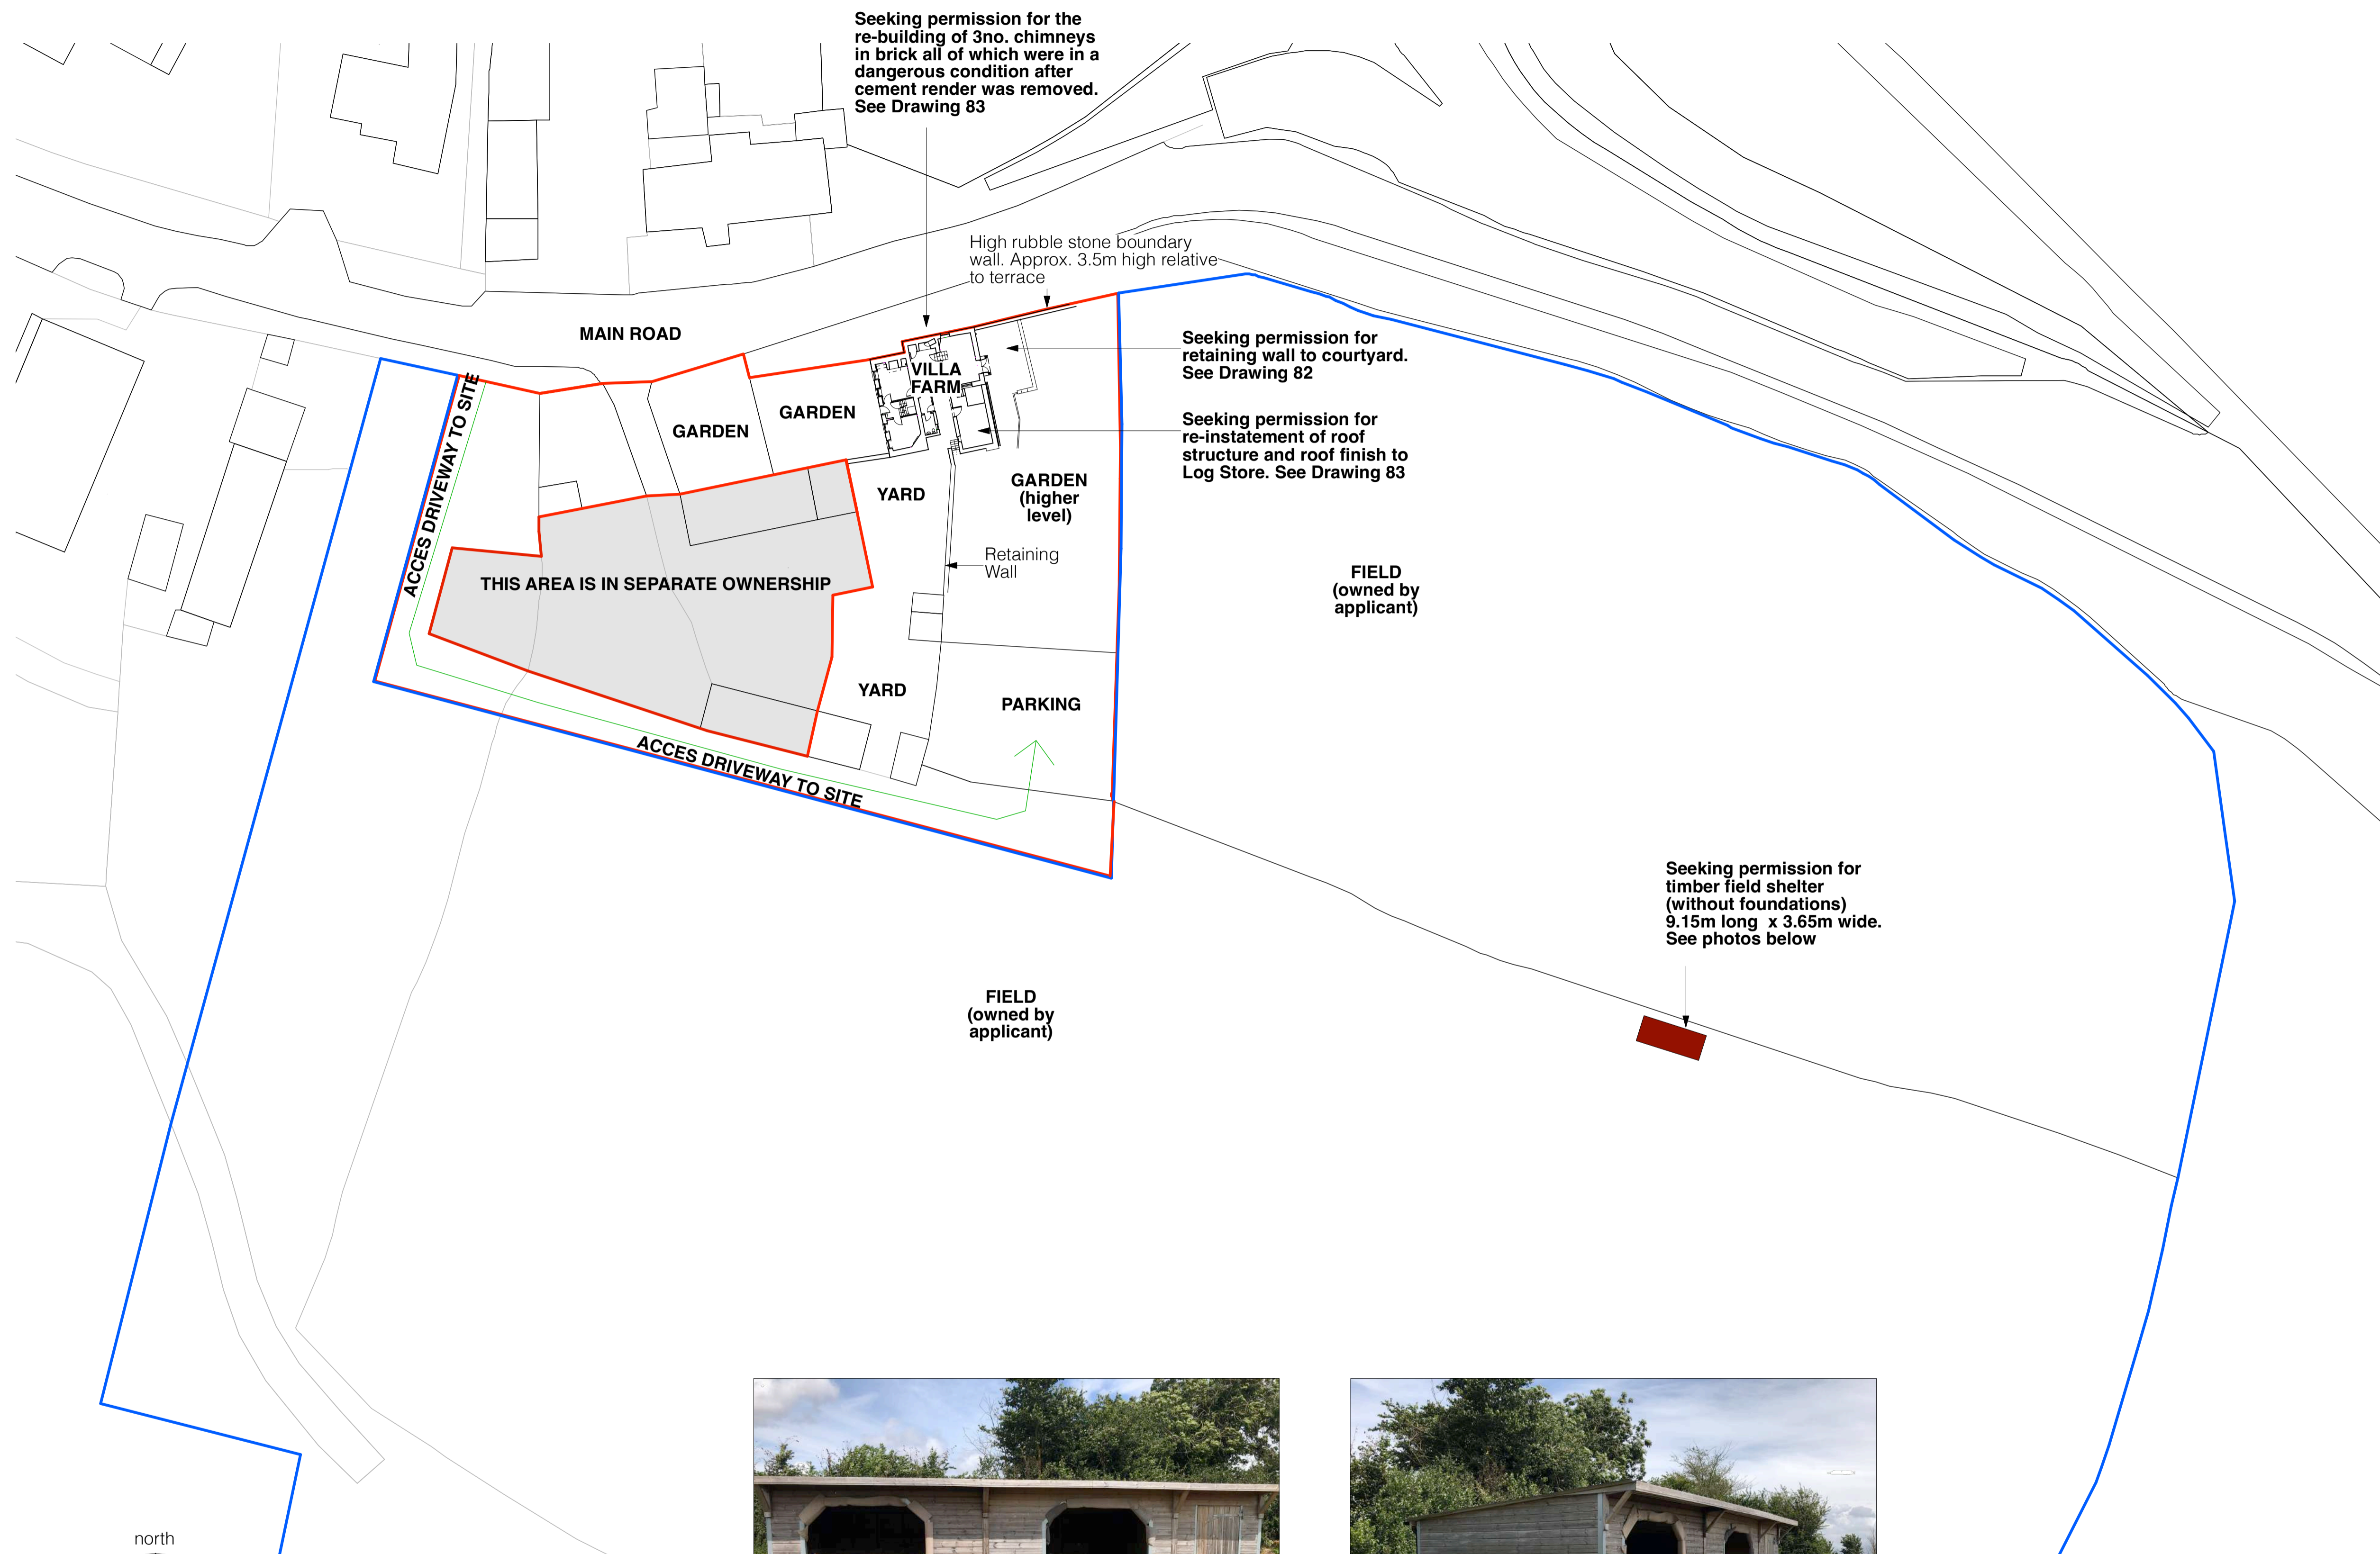 Seeking permission for the
re-building of 3no. chimneys
in brick all of which were in a
dangerous condition after
cement render was removed.
See Drawing 83
High rubble stone boundary
wall. Approx. 3.5m high relative
to terrace
MAIN ROAD
Seeking permission for
retaining wall to courtyard.
See Drawing 82
VILLA
FARM
GARDEN
GARDEN
Seeking permission for
re-instatement of roof
structure and roof finish to
Log Store. See Drawing 83
ACCES DRIVEWAY TO SITE
YARD
GARDEN
(higher
level)
Retaining
Wall
THIS AREA IS IN SEPARATE OWNERSHIP
FIELD
(owned by
applicant)
YARD
PARKING
ACCES DRIVEWAY TO SITE
Seeking permission for
timber field shelter
(without foundations)
9.15m long x 3.65m wide.
See photos below
FIELD
(owned by
applicant)
north